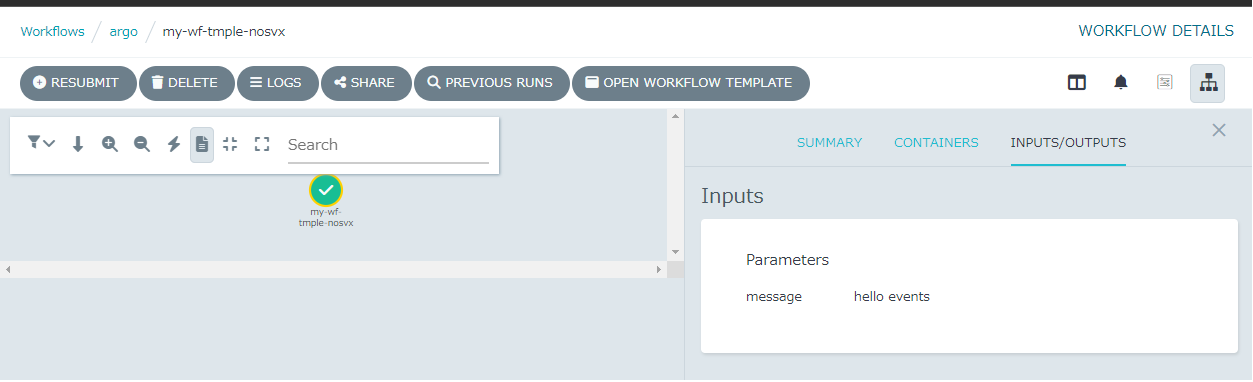 Workflows / argo / my-wf-tmple-nosvx
WORKFLOW DETAILS
RESUBMIT DELETE LOGS SHARE PREVIOUS RUNS OPEN WORKFLOW TEMPLATE
Search
my-wf-
tmple-nosvx
SUMMARY CONTAINERS INPUTS/OUTPUTS
Inputs
Parameters
message hello events